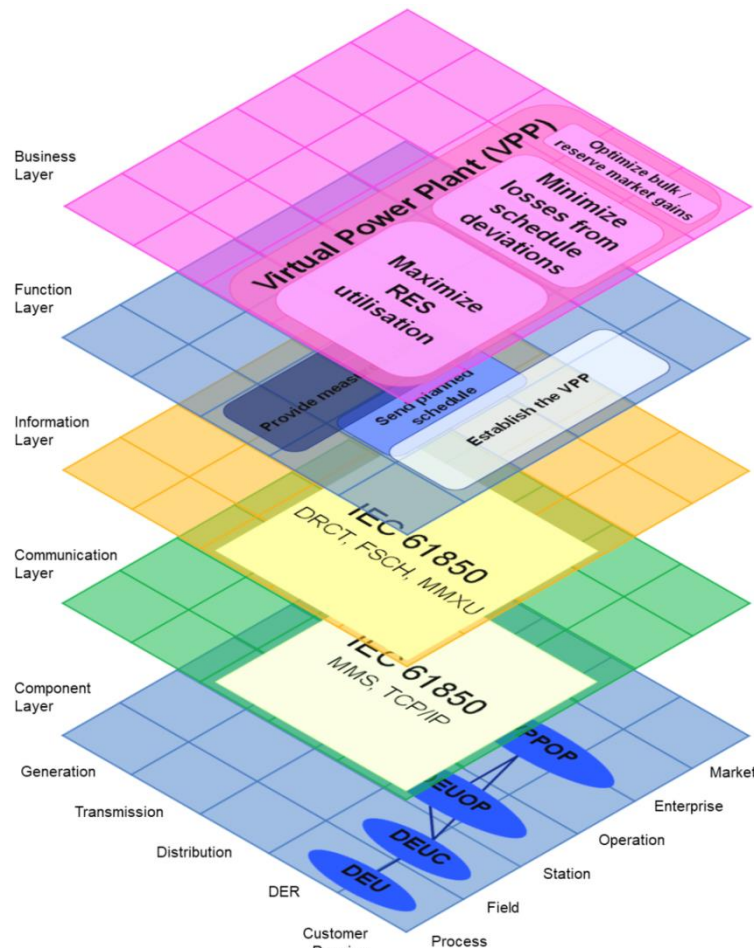 Business
Layer
Virtual Power Plant (VPP)
Optimize bulk /
reserve market gains
Minimize
losses from
schedule
deviations
Maximize
RES
utilisation
Function
Layer
Provide
Send planned
schedule
Establish the VPP
Information
Layer
IEC 61850
DRCT, FSCH, MMXU
Communication
Layer
IEC 61850
MMS, TCP/IP
Component
Layer
DEUC
DEU
Generation
Transmission
Distribution
DER
Customer
Market
Enterprise
Operation
Station
Field
Process